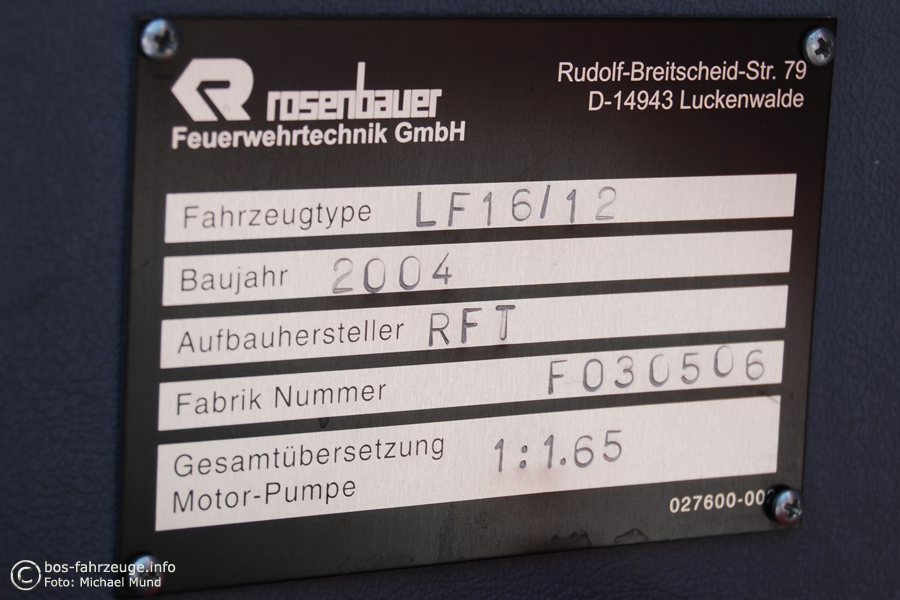 rosenbauer
Feuerwehrtechnik GmbH
Rudolf-Breitscheid-Str. 79
D-14943 Luckenwalde
Fahrzeugtype LF16/12
Baujahr 2004
Aufbauhersteller RFT
Fabrik Nummer F030506
Gesamtübersetzung 1:1.65
Motor-Pumpe
© bos-fahrzeuge.info
Foto: Michael Mund